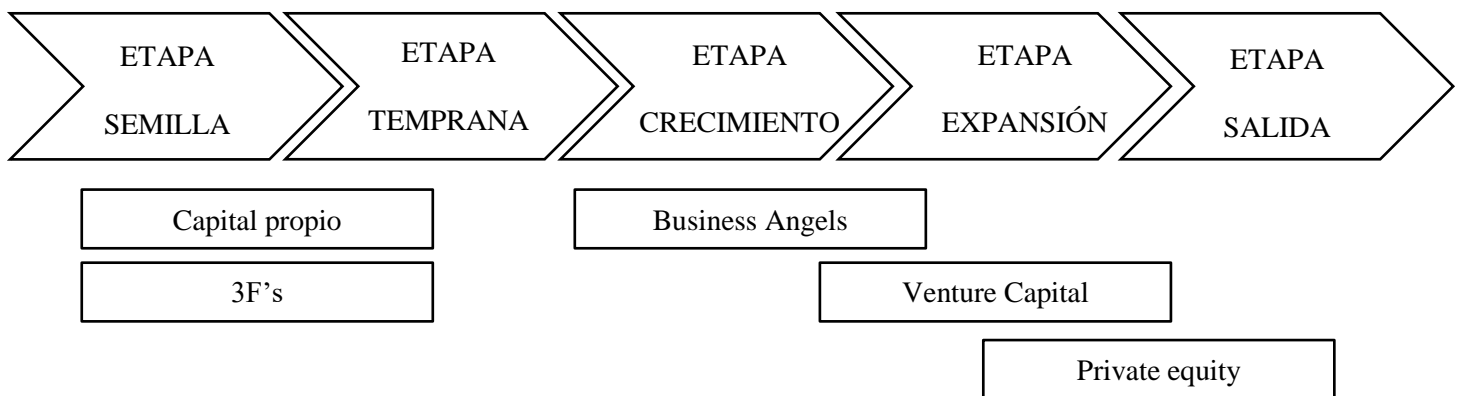 ETAPA
SEMILLA
ETAPA
TEMPRANA
ETAPA
CRECIMIENTO
ETAPA
EXPANSIÓN
ETAPA
SALIDA
Capital propio
Business Angels
3F’s
Venture Capital
Private equity